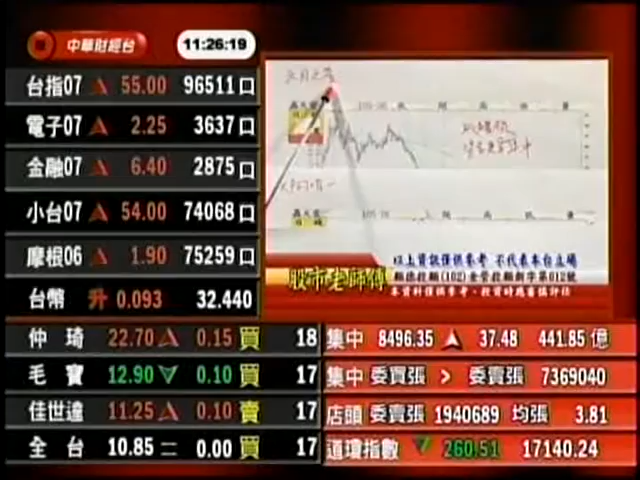 中華財經台 11:26:19
台指07 55.00 96511口
電子07 2.25 3637口
金融07 6.40 2875口
小台07 54.00 74068口
摩根06 1.90 75259口
台幣 升 0.093 32.440
股市老師傅
以上資訊僅供參考 不代表本台立場
本資料僅供參考，投資時應審慎評估
仲琦 22.70 0.15 買 18
毛寶 12.90 0.10 買 17
佳世達 11.25 0.10 賣 17
全台 10.85 0.00 買 17
集中 8496.35 37.48 441.85億
集中 委買張 > 委賣張 7369040
店頭 委賣張 1940689 均張 3.81
道瓊指數 260.51 17140.24